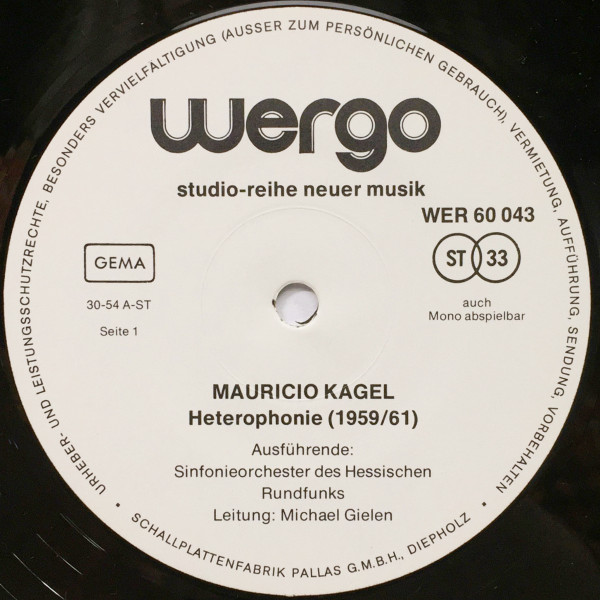 URHEBER- UND LEISTUNGSSCHUTZRECHTE, BESONDERS VERVIELFÄLTIGUNG (AUSSER ZUM PERSÖNLICHEN GEBRAUCH), VERMIETUNG, AUFFÜHRUNG, SENDUNG, VORBEHALTEN
wergo
studio-reihe neuer musik
WER 60 043
GEMA
ST 33
30-54 A-ST
auch
Mono abspielbar
Seite 1
MAURICIO KAGEL
Heterophonie (1959/61)
Ausführende:
Sinfonieorchester des Hessischen
Rundfunks
Leitung: Michael Gielen
• SCHALLPLATTENFABRIK PALLAS G.M.B.H., DIEPHOLZ •